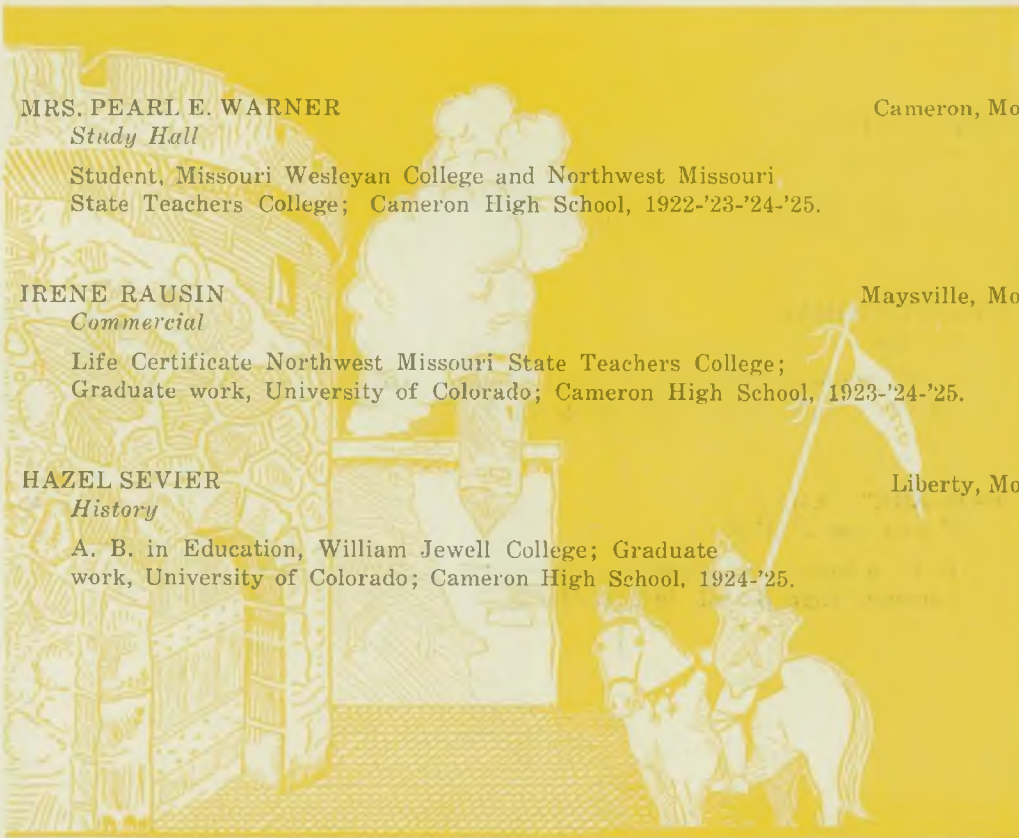 MRS. PEARL E. WARNER Cameron, Mo
Study Hall
Student, Missouri Wesleyan College and Northwest Missouri
State Teachers College; Cameron High School, 1922-'23-'24-'25.
IRENE RAUSIN Maysville, Mo
Commercial
Life Certificate Northwest Missouri State Teachers College;
Graduate work, University of Colorado; Cameron High School, 1923-'24-'25.
HAZEL SEVIER Liberty, Mo
History
A. B. in Education, William Jewell College; Graduate
work, University of Colorado; Cameron High School, 1924-'25.